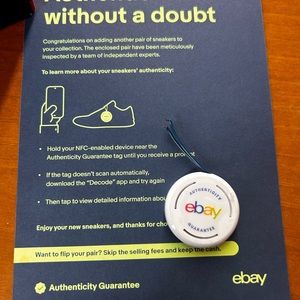 without a doubt
Congratulations on adding another pair of sneakers to
your collection. The enclosed pair have been meticulously
inspected by a team of independent experts.
To learn more about your sneakers' authenticity:
• Hold your NFC-enabled device near the
Authenticity Guarantee tag until you receive a
• If the tag doesn't scan automatically,
download the "Decode" app and try again
• Then tap to view detailed information
AUTHENTICITY
ebay
GUARANTEE
Enjoy your new sneakers, and thanks for
Want to flip your pair? Skip the selling fees and keep the cash.
Authenticity Guarantee
ebay